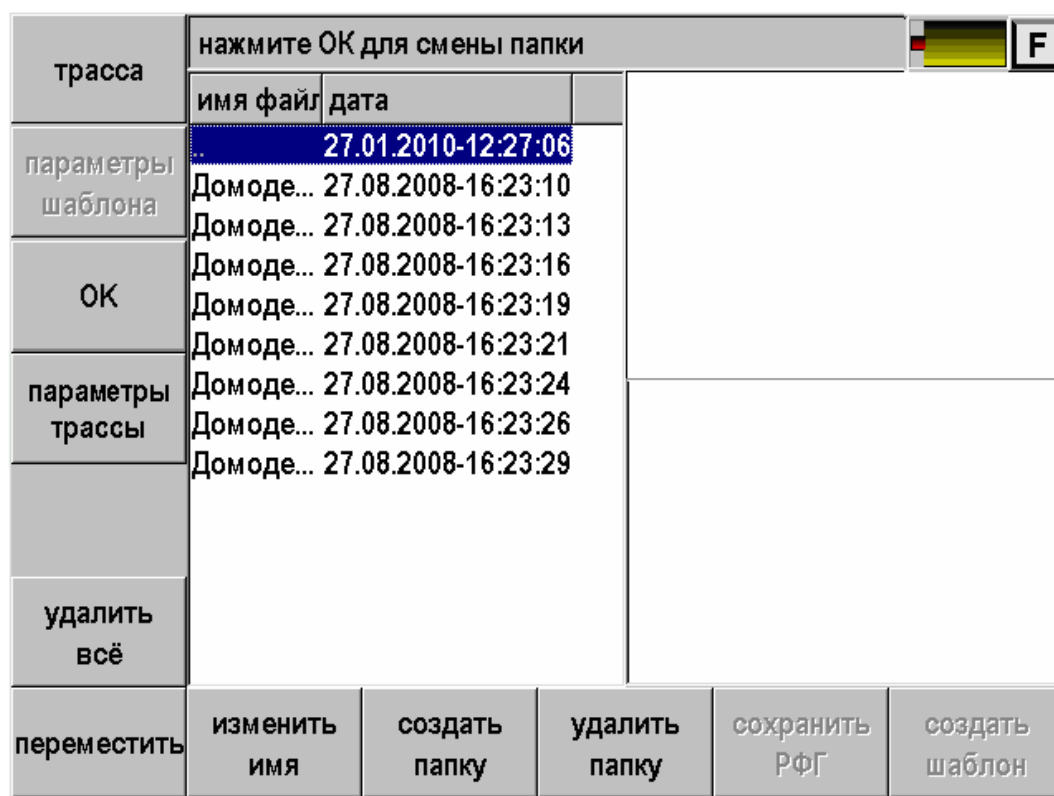 трасса
нажмите ОК для смены папки
F
имя файл дата
параметры
шаблона
.. 27.01.2010-12:27:06
Домоде... 27.08.2008-16:23:10
Домоде... 27.08.2008-16:23:13
Домоде... 27.08.2008-16:23:16
Домоде... 27.08.2008-16:23:19
Домоде... 27.08.2008-16:23:21
Домоде... 27.08.2008-16:23:24
Домоде... 27.08.2008-16:23:26
Домоде... 27.08.2008-16:23:29
ОК
параметры
трассы
удалить
всё
переместить
изменить
имя
создать
папку
удалить
папку
сохранить
РФГ
создать
шаблон